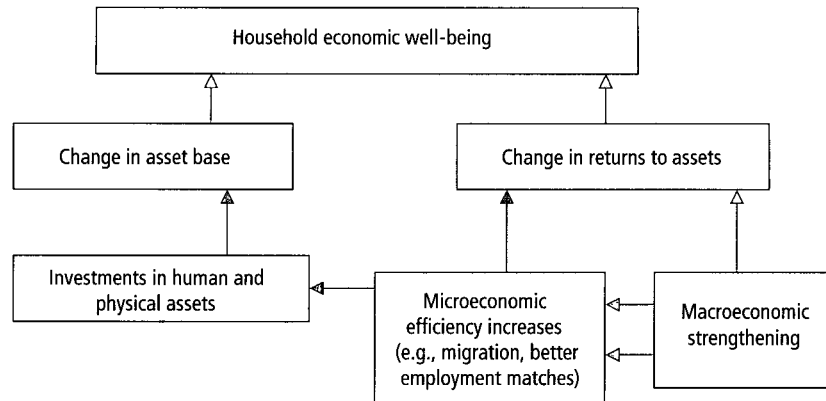 Household economic well-being
Change in asset base
Change in returns to assets
Investments in human and
physical assets
Microeconomic
efficiency increases
(e.g., migration, better
employment matches)
Macroeconomic
strengthening